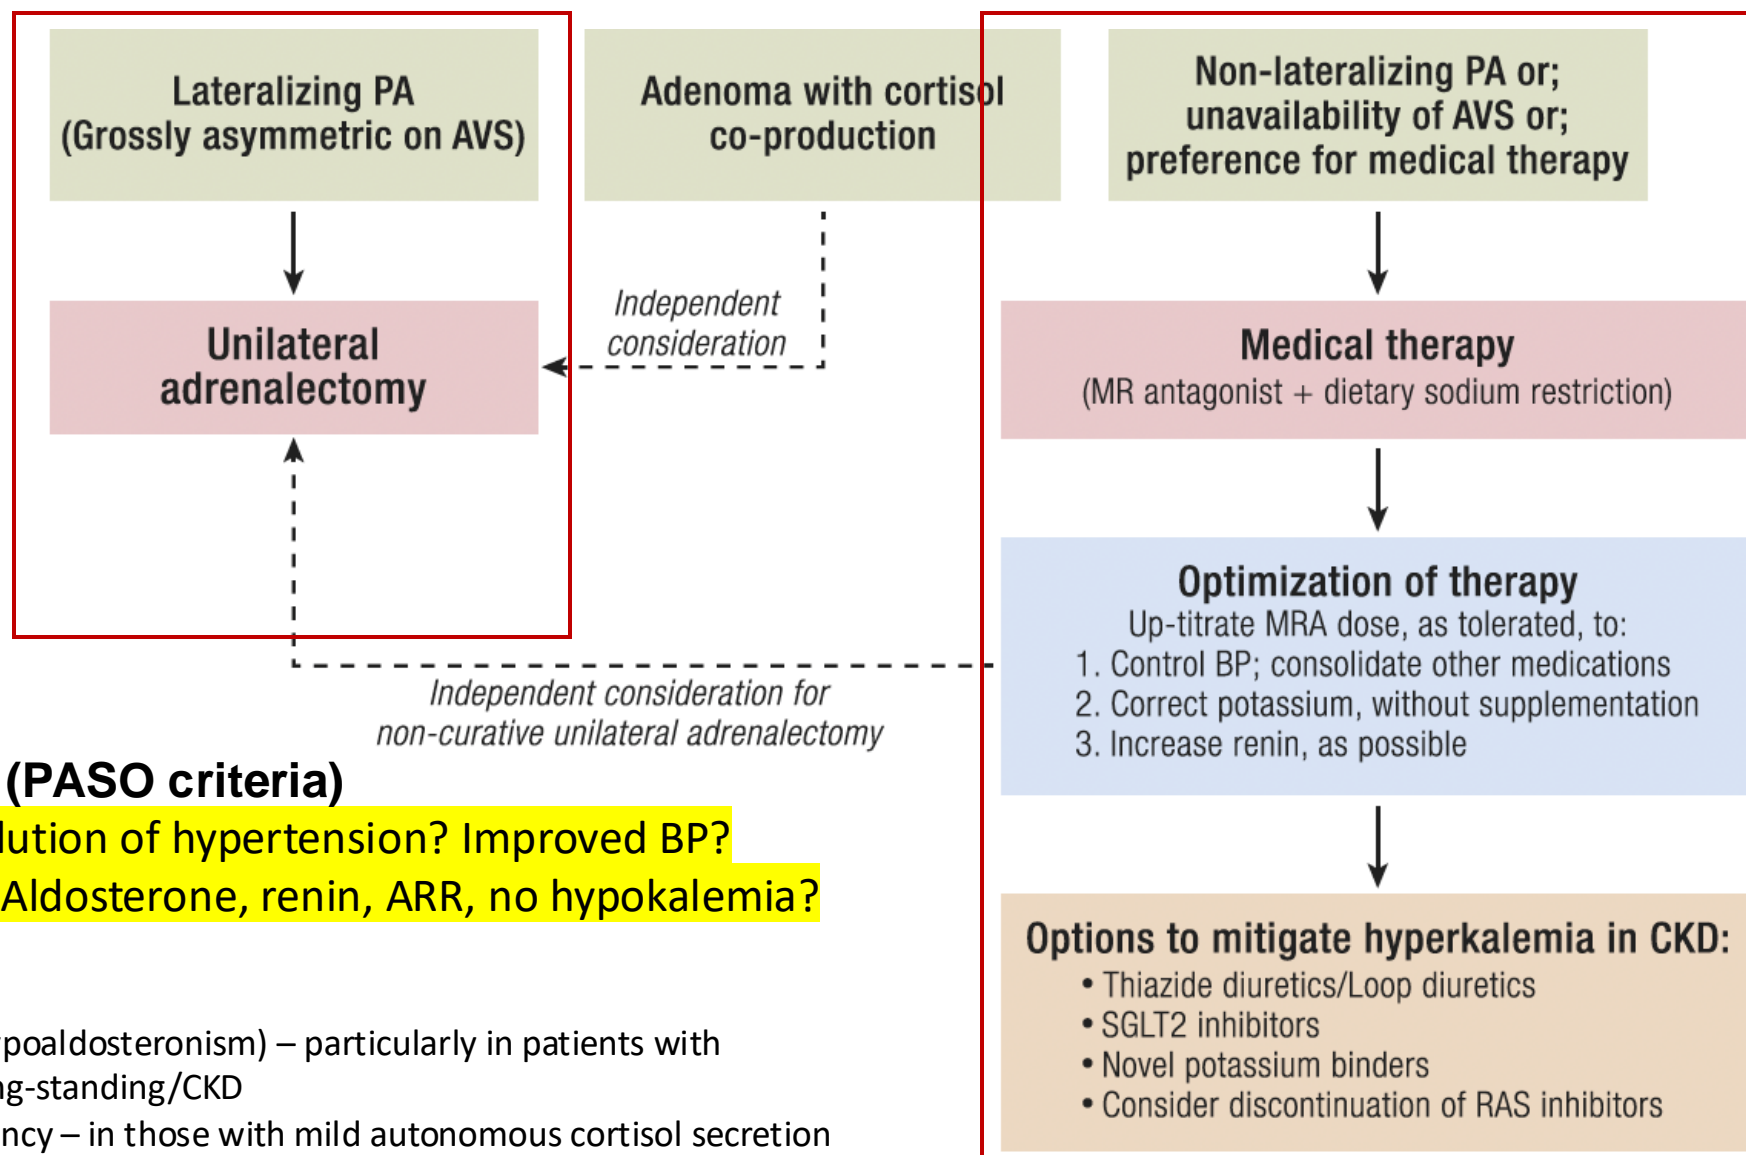 Lateralizing PA
(Grossly asymmetric on AVS)
Adenoma with cortisol
co-production
Non-lateralizing PA or;
unavailability of AVS or;
preference for medical therapy
Independent
consideration
Unilateral
adrenalectomy
Medical therapy
(MR antagonist + dietary sodium restriction)
Optimization of therapy
Up-titrate MRA dose, as tolerated, to:
1. Control BP; consolidate other medications
2. Correct potassium, without supplementation
3. Increase renin, as possible
Independent consideration for
non-curative unilateral adrenalectomy
(PASO criteria)
lution of hypertension? Improved BP?
Aldosterone, renin, ARR, no hypokalemia?
Options to mitigate hyperkalemia in CKD:
• Thiazide diuretics/Loop diuretics
• SGLT2 inhibitors
• Novel potassium binders
• Consider discontinuation of RAS inhibitors
ypoaldosteronism) – particularly in patients with
ng-standing/CKD
ncy – in those with mild autonomous cortisol secretion